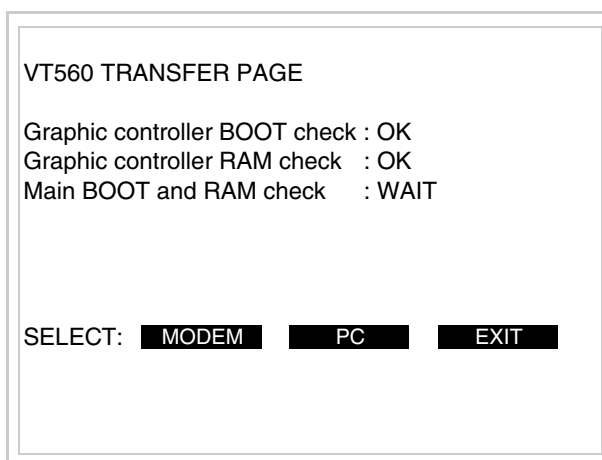 VT560 TRANSFER PAGE
Graphic controller BOOT check : OK
Graphic controller RAM check : OK
Main BOOT and RAM check : WAIT
SELECT: MODEM PC EXIT